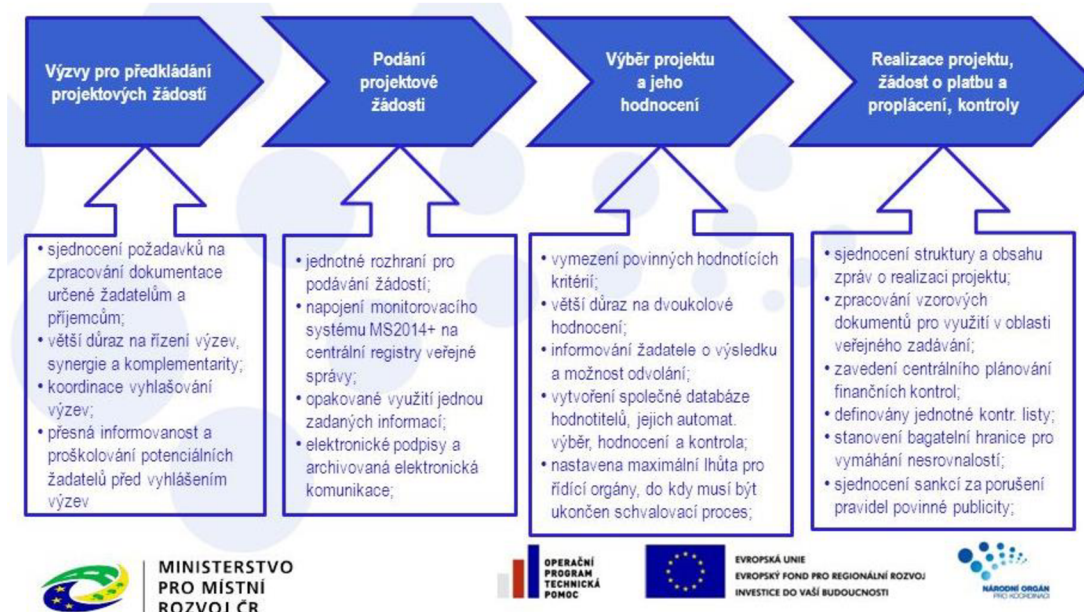 Výzvy pro předkládání
projektových žádostí
Podání
projektové
žádosti
Výběr projektu
a jeho
hodnocení
Realizace projektu,
žádost o platbu a
proplácení, kontroly
• sjednocení požadavků na
zpracování dokumentace
určené žadatelům a
příjemcům;
• větší důraz na řízení výzev,
synergie a komplementarity;
• koordinace vyhlašování
výzev;
• přesná informovanost a
proškolování potenciálních
žadatelů před vyhlášením
výzev
• jednotné rozhraní pro
podávání žádostí;
• napojení monitorovacího
systému MS2014+ na
centrální registry veřejné
správy;
• opakované využití jednou
zadaných informací;
• elektronické podpisy a
archivovaná elektronická
komunikace;
• vymezení povinných hodnotících
kritérií;
• větší důraz na dvoukolové
hodnocení;
• informování žadatele o výsledku
a možnost odvolání;
• vytvoření společné databáze
hodnotitelů, jejich automat.
výběr, hodnocení a kontrola;
• nastavena maximální lhůta pro
řídící orgány, do kdy musí být
ukončen schvalovací proces;
• sjednocení struktury a obsahu
zpráv o realizaci projektu;
• zpracování vzorových
dokumentů pro využití v oblasti
veřejného zadávání;
• zavedení centrálního plánování
finančních kontrol;
• definovány jednotné kontr. listy;
• stanovení bagatelní hranice pro
vymáhání nesrovnalostí;
• sjednocení sankcí za porušení
pravidel povinné publicity;
MINISTERSTVO
PRO MÍSTNÍ
ROZVOJ ČR
OPERAČNÍ
PROGRAM
TECHNICKÁ
POMOC
EVROPSKÁ UNIE
EVROPSKÝ FOND PRO REGIONÁLNÍ ROZVOJ
INVESTICE DO VAŠÍ BUDOUCNOSTI
NÁRODNÍ ORGÁN
PRO KOORDINACI